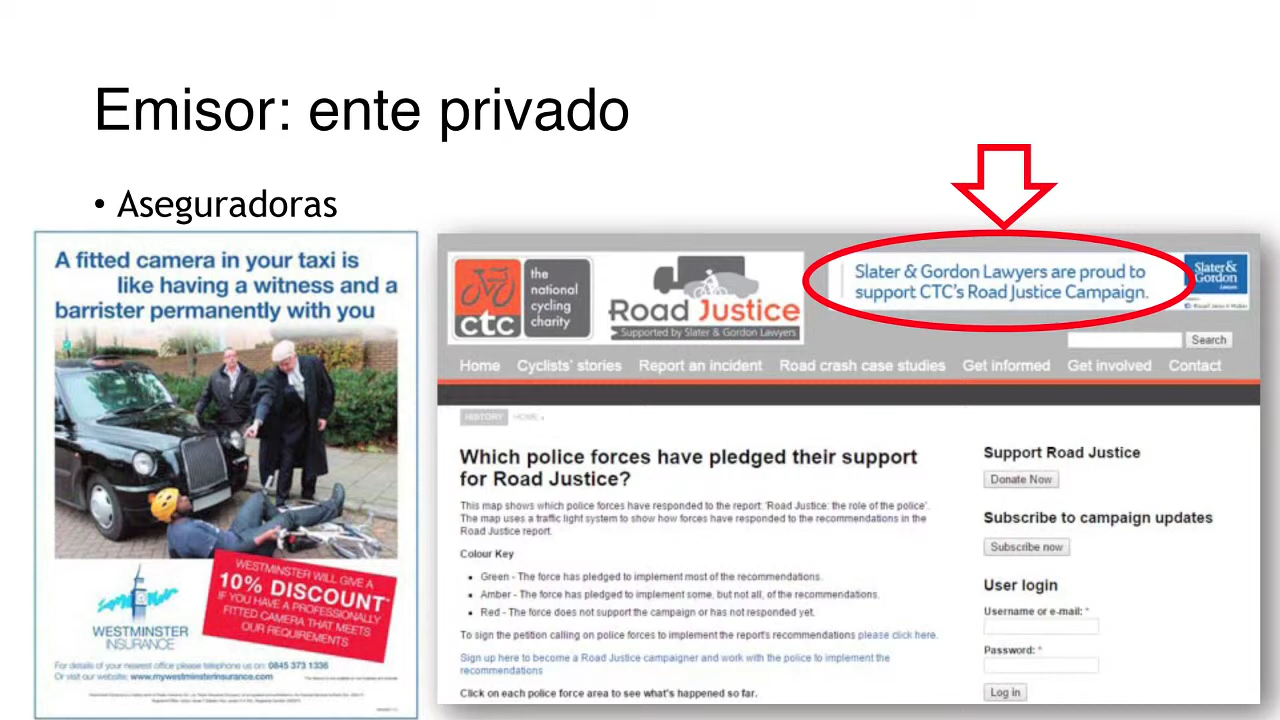 Emisor: ente privado
• Aseguradoras
A fitted camera in your taxi is
like having a witness and a
barrister permanently with you
WESTMINSTER WILL GIVE A
10% DISCOUNT*
IF YOU HAVE A PROFESSIONALLY
FITTED CAMERA THAT MEETS
OUR REQUIREMENTS
WESTMINSTER
INSURANCE
For details of your nearest office please telephone us on: 0845 373 1336
Or visit our website: www.mywestminsterinsurance.com
ctc
the
national
cycling
charity
Road Justice
Supported by Slater & Gordon Lawyers
Slater & Gordon Lawyers are proud to
support CTC's Road Justice Campaign.
Slater&
Gordon
Lawyers
Search
Home Cyclists' stories Report an incident Road crash case studies Get informed Get involved Contact
HISTORY HOME
Which police forces have pledged their support
for Road Justice?
This map shows which police forces have responded to the report: 'Road Justice: the role of the police'.
The map uses a traffic light system to show how forces have responded to the recommendations in the
Road Justice report.
Colour Key
• Green - The force has pledged to implement most of the recommendations.
• Amber - The force has pledged to implement some, but not all, of the recommendations.
• Red - The force does not support the campaign or has not responded yet.
To sign the petition calling on police forces to implement the report's recommendations please click here.
Sign up here to become a Road Justice campaigner and work with the police to implement the
recommendations
Click on each police force area to see what's happened so far.
Support Road Justice
Donate Now
Subscribe to campaign updates
Subscribe now
User login
Username or e-mail: *
Password: *
Log in